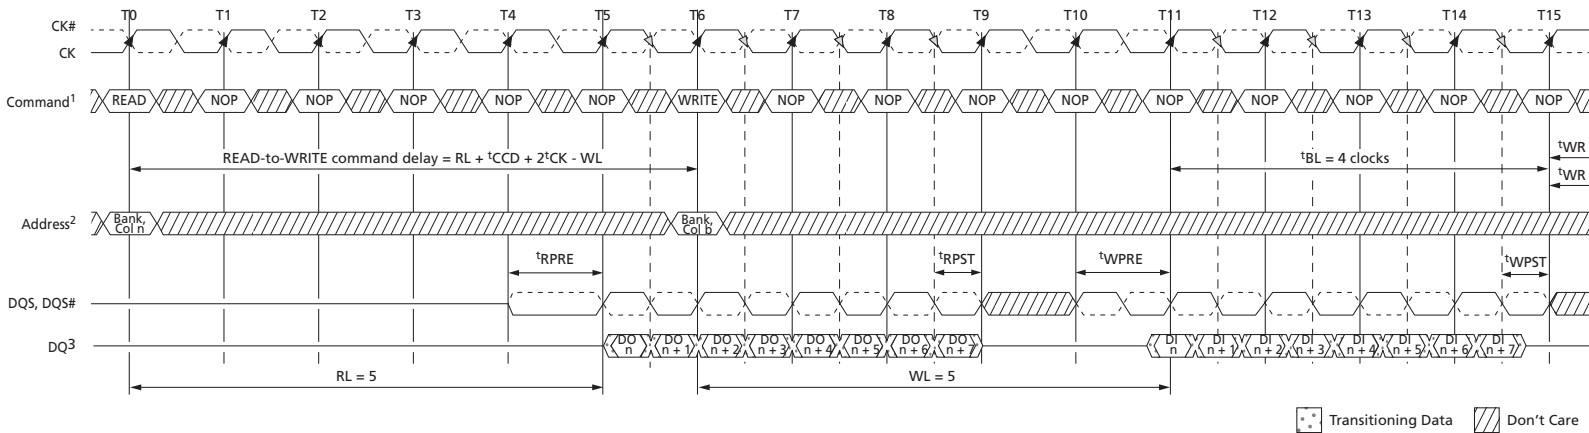 T0 T1 T2 T3 T4 T5 T6 T7 T8 T9 T10 T11 T12 T13 T14 T15
CK#
CK
Command1 READ NOP NOP NOP NOP NOP WRITE NOP NOP NOP NOP NOP NOP NOP NOP NOP
READ-to-WRITE command delay = RL + tCCD + 2tCK - WL tBL = 4 clocks tWR
tWR
Address2 Bank, Col n Bank, Col b
tRPRE tRPST tWPRE tWPST
DQS, DQS#
DQ3 DO n DO n + 1 DO n + 2 DO n + 3 DO n + 4 DO n + 5 DO n + 6 DO n + 7 DI n DI n + 1 DI n + 2 DI n + 3 DI n + 4 DI n + 5 DI n + 6 DI n + 7
RL = 5 WL = 5
Transitioning Data Don't Care